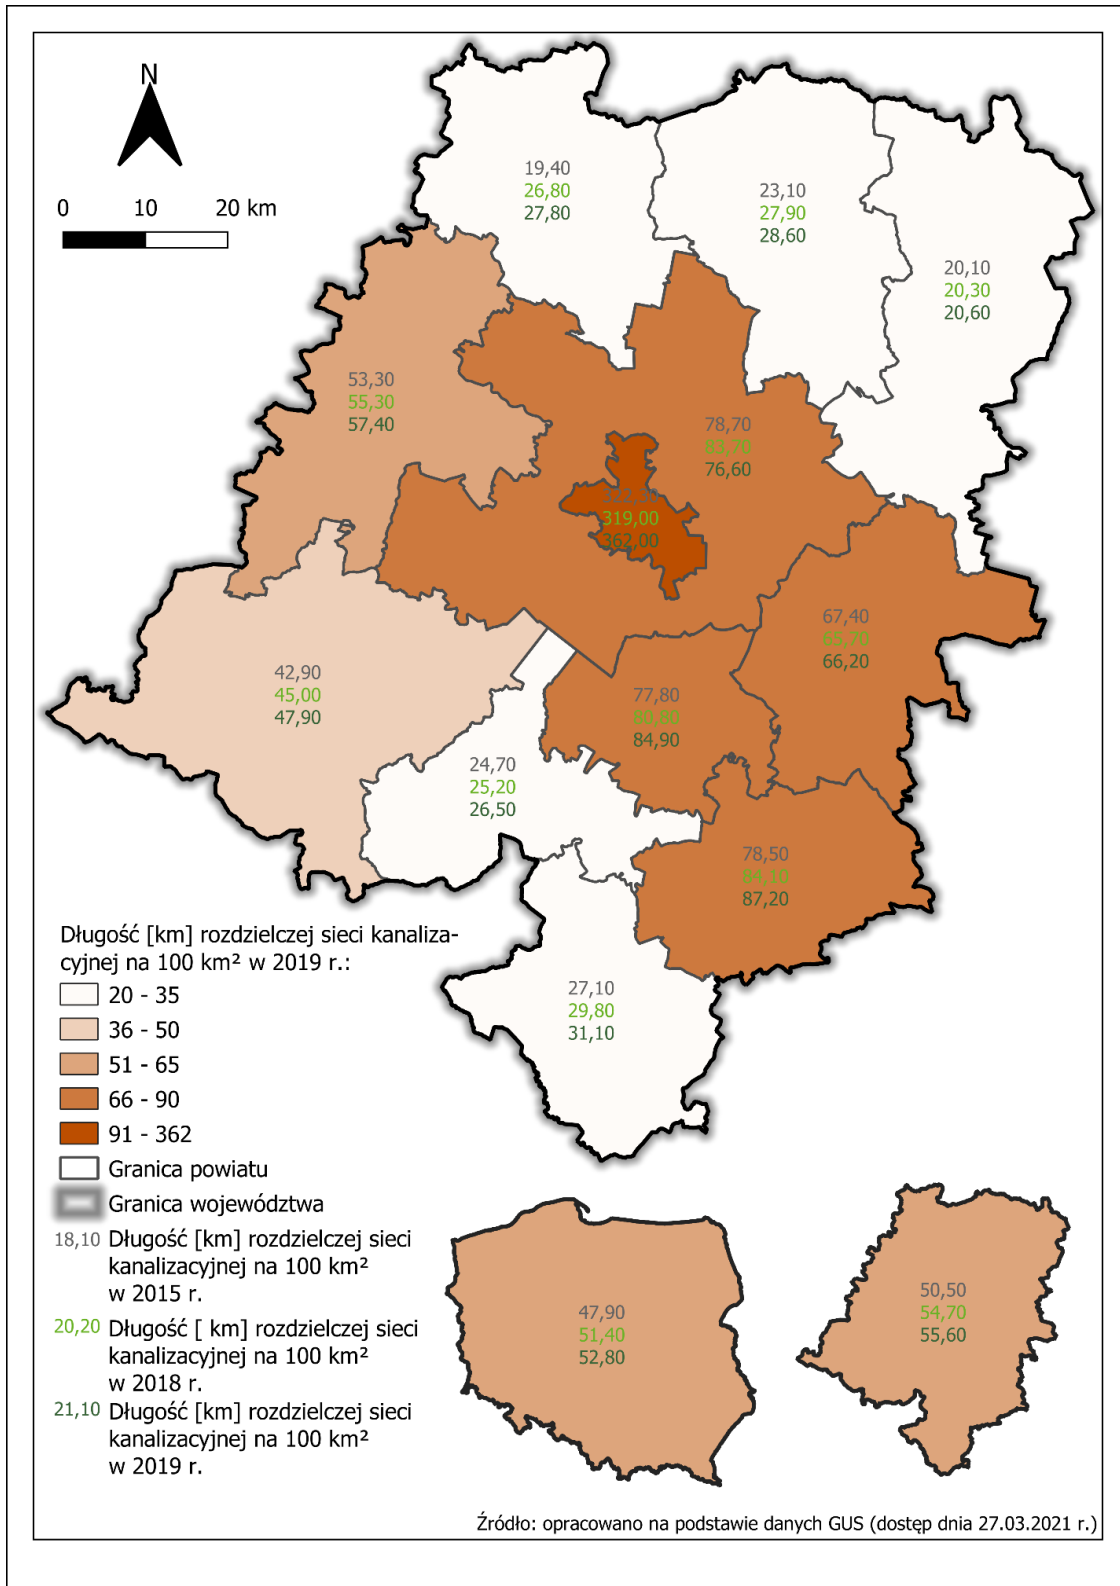 N
0 10 20 km
19,40
26,80
27,80
23,10
27,90
28,60
20,10
20,30
20,60
53,30
55,30
57,40
78,70
83,70
76,60
319,00
362,00
67,40
65,70
66,20
42,90
45,00
47,90
77,80
80,80
84,90
24,70
25,20
26,50
78,50
84,10
87,20
27,10
29,80
31,10
Długość [km] rozdzielczej sieci kanaliza-
cyjnej na 100 km² w 2019 r.:
20 - 35
36 - 50
51 - 65
66 - 90
91 - 362
Granica powiatu
Granica województwa
18,10 Długość [km] rozdzielczej sieci
kanalizacyjnej na 100 km²
w 2015 r.
20,20 Długość [ km] rozdzielczej sieci
kanalizacyjnej na 100 km²
w 2018 r.
21,10 Długość [km] rozdzielczej sieci
kanalizacyjnej na 100 km²
w 2019 r.
47,90
51,40
52,80
50,50
54,70
55,60
Źródło: opracowano na podstawie danych GUS (dostęp dnia 27.03.2021 r.)